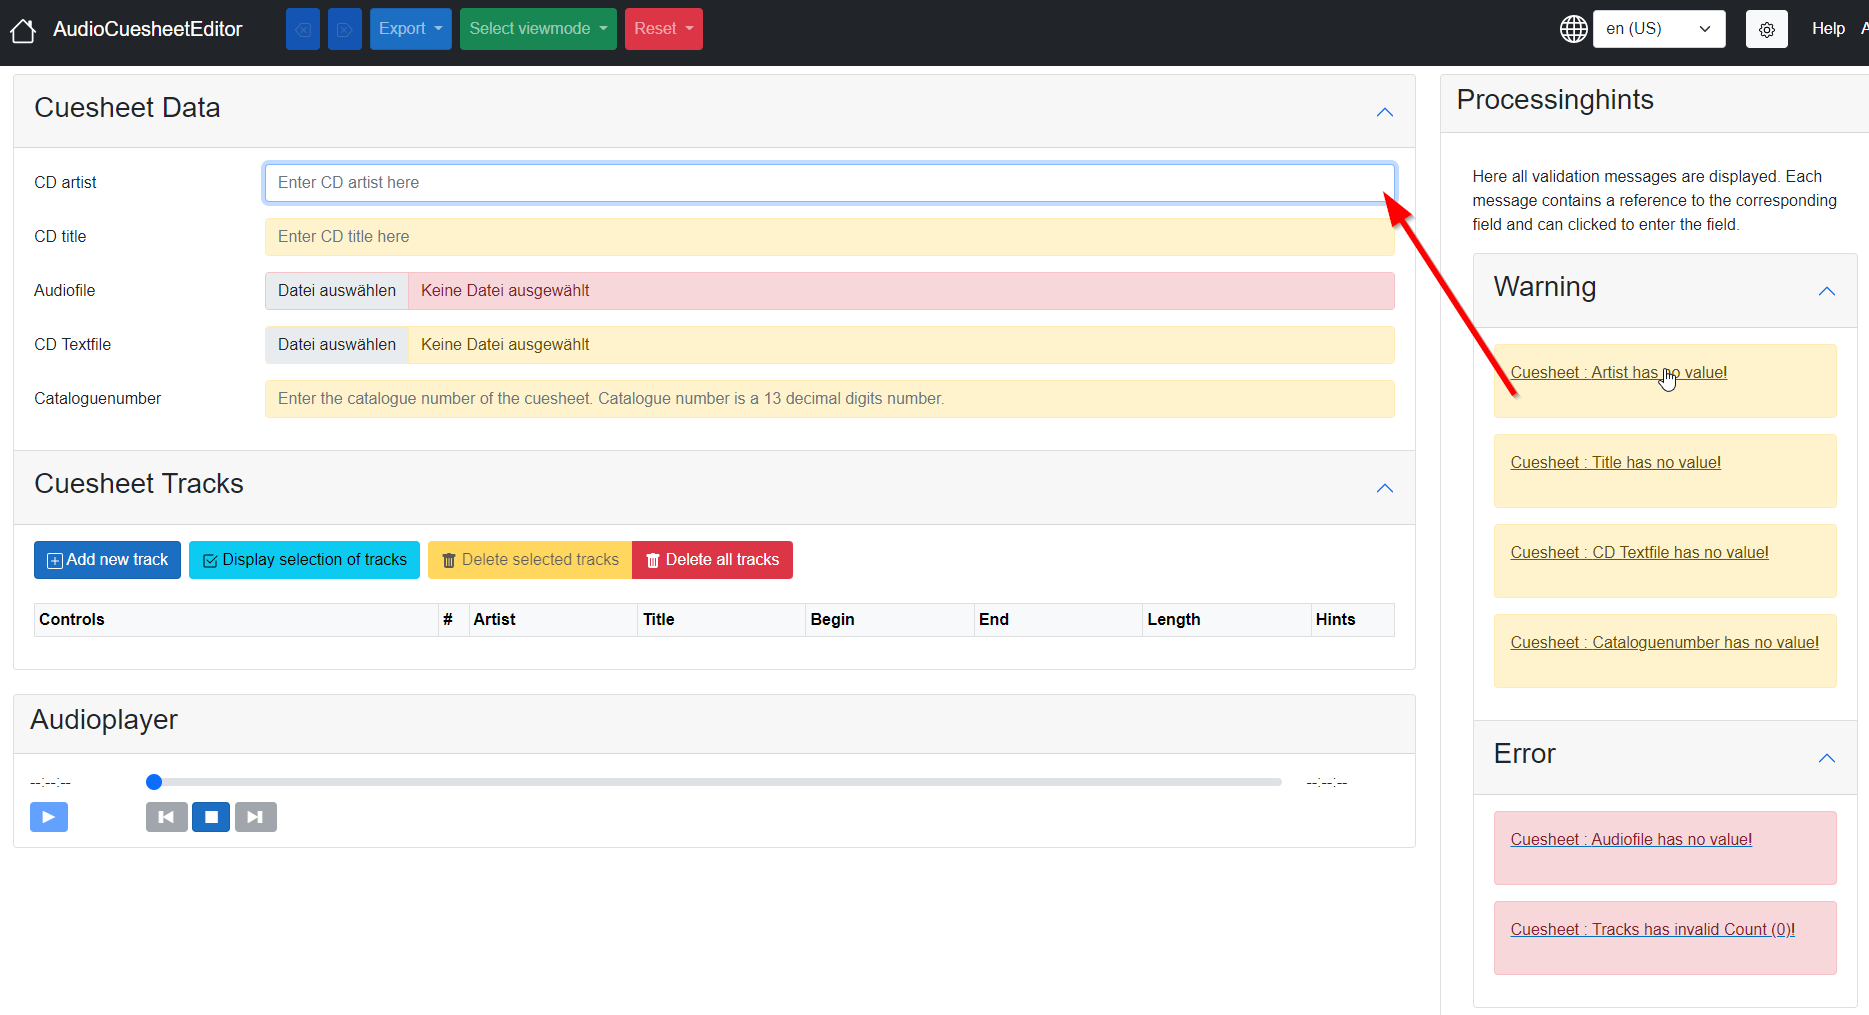 AudioCuesheetEditor
Export
Select viewmode
Reset
en (US)
Help
A
Cuesheet Data
CD artist
Enter CD artist here
CD title
Enter CD title here
Audiofile
Datei auswählen
Keine Datei ausgewählt
CD Textfile
Datei auswählen
Keine Datei ausgewählt
Cataloguenumber
Enter the catalogue number of the cuesheet. Catalogue number is a 13 decimal digits number.
Cuesheet Tracks
Add new track
Display selection of tracks
Delete selected tracks
Delete all tracks
Controls
#
Artist
Title
Begin
End
Length
Hints
Audioplayer
--:--:--
--:--:--
Processinghints
Here all validation messages are displayed. Each
message contains a reference to the corresponding
field and can clicked to enter the field.
Warning
Cuesheet : Artist has no value!
Cuesheet : Title has no value!
Cuesheet : CD Textfile has no value!
Cuesheet : Cataloguenumber has no value!
Error
Cuesheet : Audiofile has no value!
Cuesheet : Tracks has invalid Count (0)!